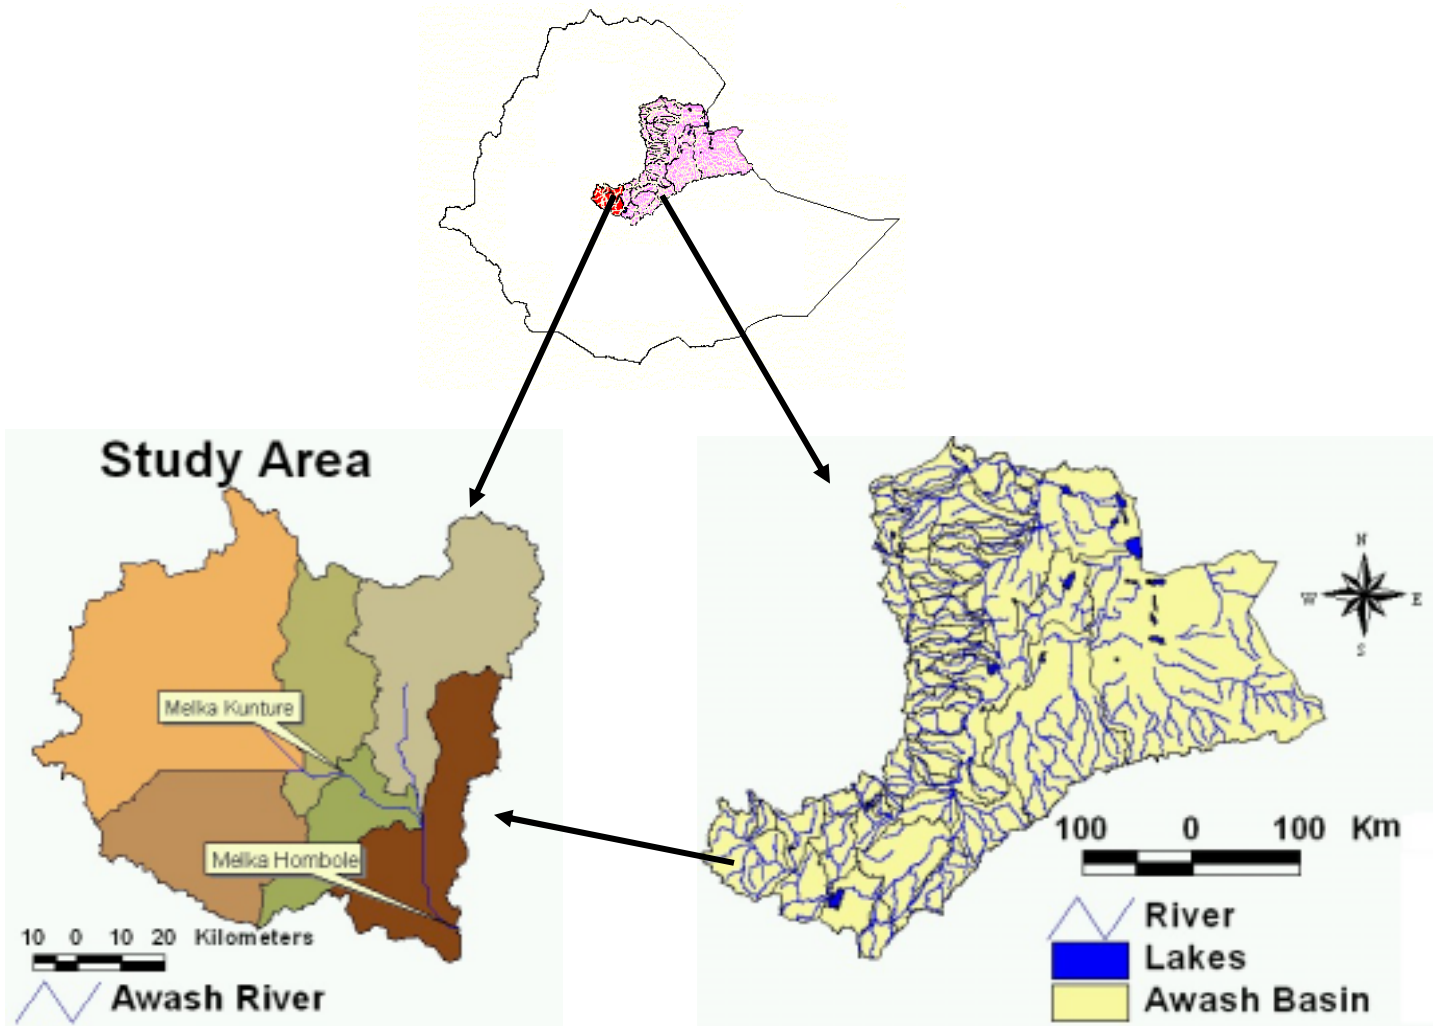 Study Area
Melka Kunture
Melka Hombole
10 0 10 20 Kilometers
Awash River
N
W E
S
100 0 100 Km
River
Lakes
Awash Basin